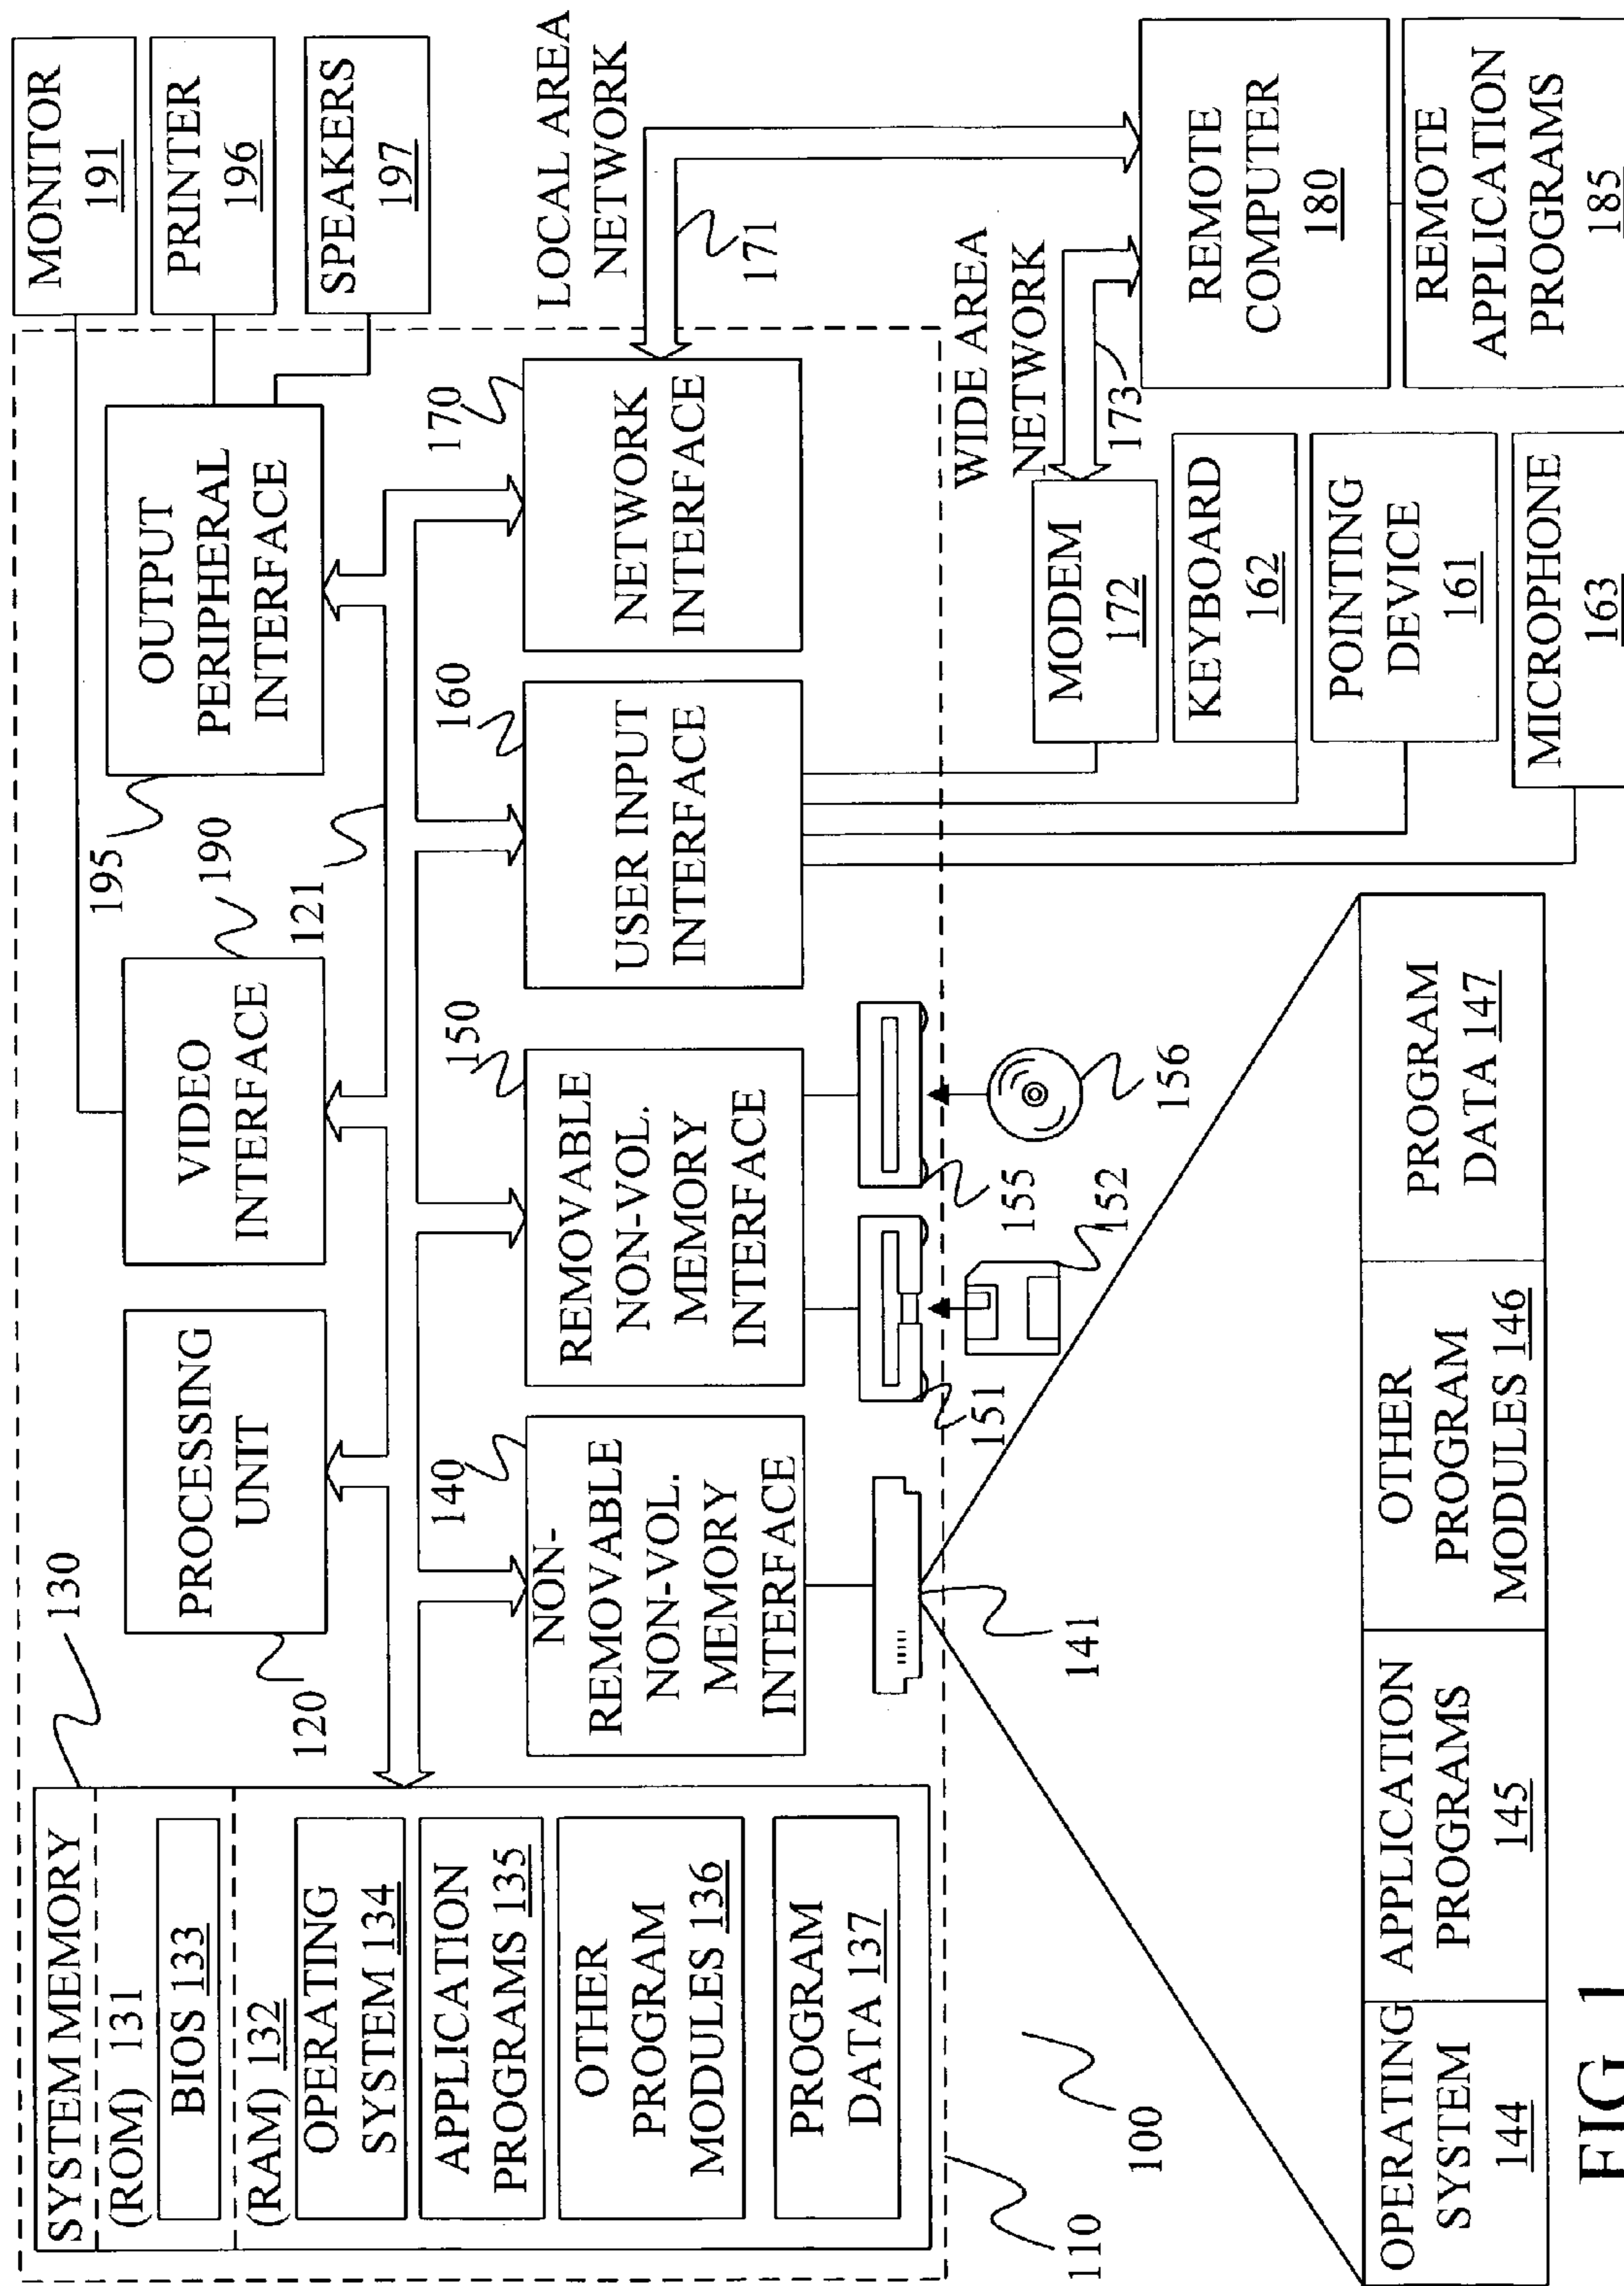 SYSTEM MEMORY
(ROM) 131
BIOS 133
(RAM) 132
OPERATING
SYSTEM 134
APPLICATION
PROGRAMS 135
OTHER
PROGRAM
MODULES 136
PROGRAM
DATA 137
130
120
PROCESSING
UNIT
VIDEO
INTERFACE
190
121
195
OUTPUT
PERIPHERAL
INTERFACE
MONITOR
191
PRINTER
196
SPEAKERS
197
140
NON-
REMOVABLE
NON-VOL.
MEMORY
INTERFACE
150
REMOVABLE
NON-VOL.
MEMORY
INTERFACE
160
USER INPUT
INTERFACE
170
NETWORK
INTERFACE
LOCAL AREA
NETWORK
171
141
151
152
155
156
WIDE AREA
NETWORK
173
MODEM
172
KEYBOARD
162
POINTING
DEVICE
161
MICROPHONE
163
REMOTE
COMPUTER
180
REMOTE
APPLICATION
PROGRAMS
185
110
100
OPERATING
SYSTEM
144
APPLICATION
PROGRAMS
145
OTHER
PROGRAM
MODULES 146
PROGRAM
DATA 147
FIG. 1